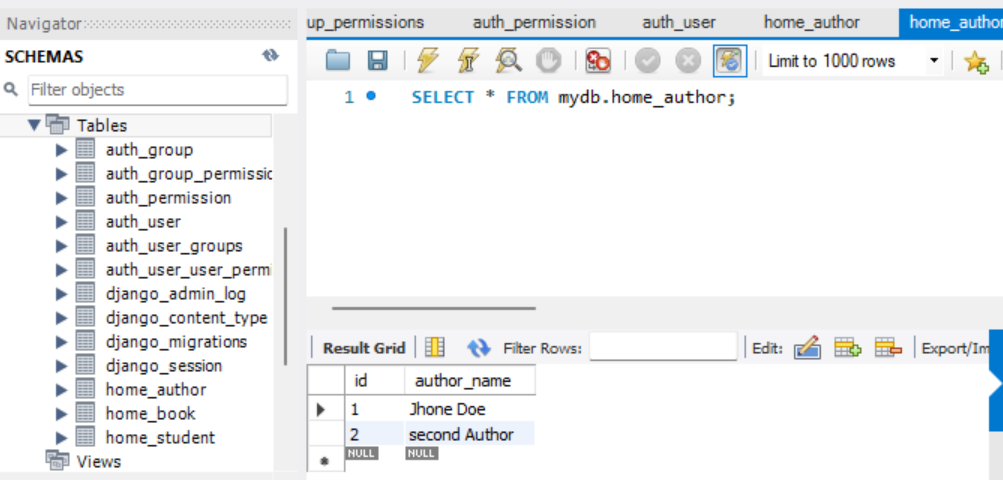 Navigator
SCHEMAS
Filter objects
Tables
auth_group
auth_group_permissic
auth_permission
auth_user
auth_user_groups
auth_user_user_permi
django_admin_log
django_content_type
django_migrations
django_session
home_author
home_book
home_student
Views
up_permissions auth_permission auth_user home_author home_author
Limit to 1000 rows
1 SELECT * FROM mydb.home_author;
Result Grid Filter Rows: Edit: Export/Im
id author_name
1 Jhone Doe
2 second Author
NULL NULL